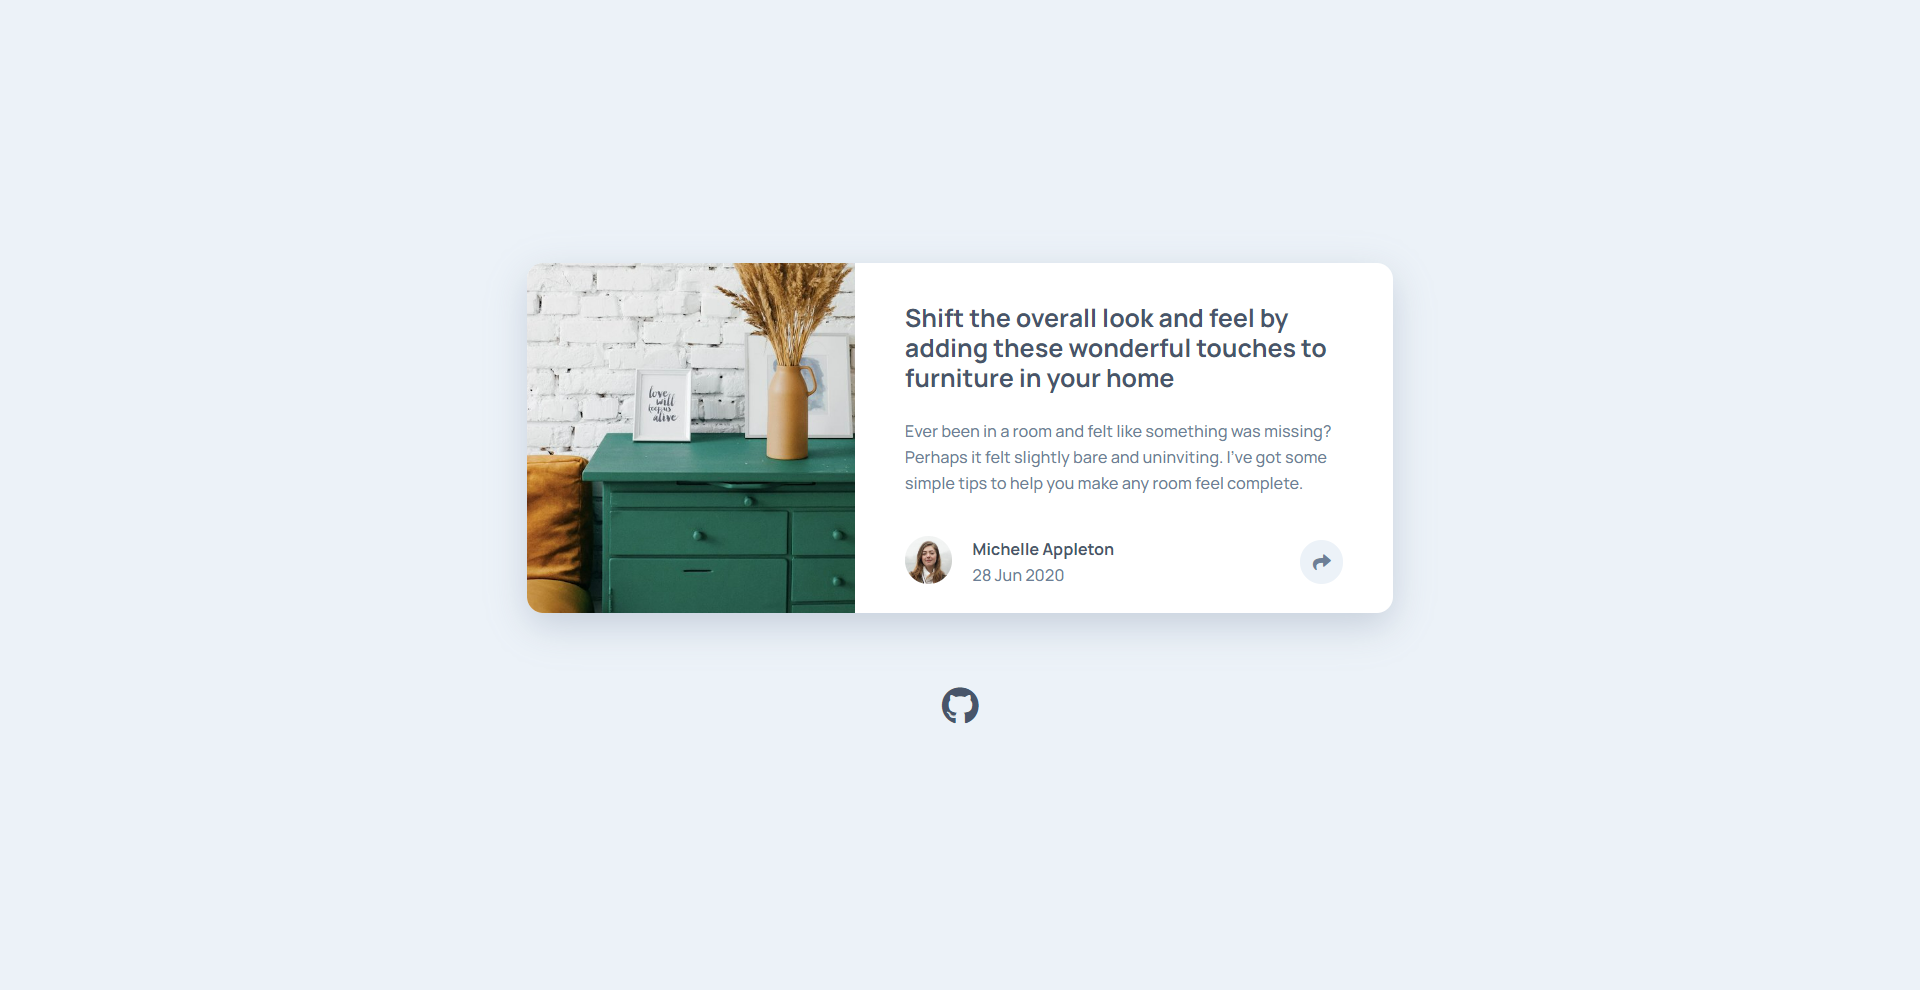 love
will
keep us
alive
Shift the overall look and feel by
adding these wonderful touches to
furniture in your home
Ever been in a room and felt like something was missing?
Perhaps it felt slightly bare and uninviting. I've got some
simple tips to help you make any room feel complete.
Michelle Appleton
28 Jun 2020